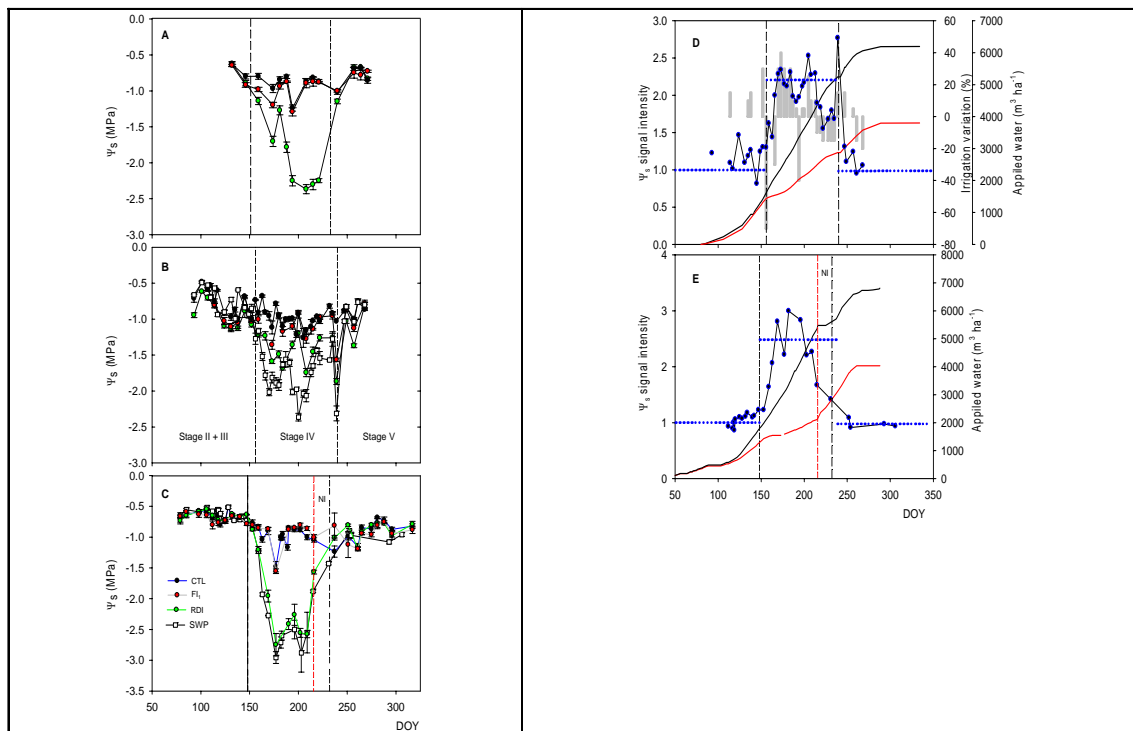 A
0.0
-0.5
-1.0
-1.5
-2.0
-2.5
-3.0
Ψs (MPa)
B
0.0
-0.5
-1.0
-1.5
-2.0
-2.5
-3.0
Ψs (MPa)
Stage II + III
Stage IV
Stage V
C
NI
0.0
-0.5
-1.0
-1.5
-2.0
-2.5
-3.0
-3.5
Ψs (MPa)
CTL
FI1
RDI
SWP
50 100 150 200 250 300
DOY
D
3.0
2.5
2.0
1.5
1.0
0.5
0.0
Ψs signal intensity
60
40
20
0
-20
-40
-60
-80
Irrigation variation (%)
7000
6000
5000
4000
3000
2000
1000
0
Appiled water (m3 ha-1)
E
NI
4
3
2
1
0
Ψs signal intensity
8000
7000
6000
5000
4000
3000
2000
1000
0
Appiled water (m3 ha-1)
50 100 150 200 250 300 350
DOY